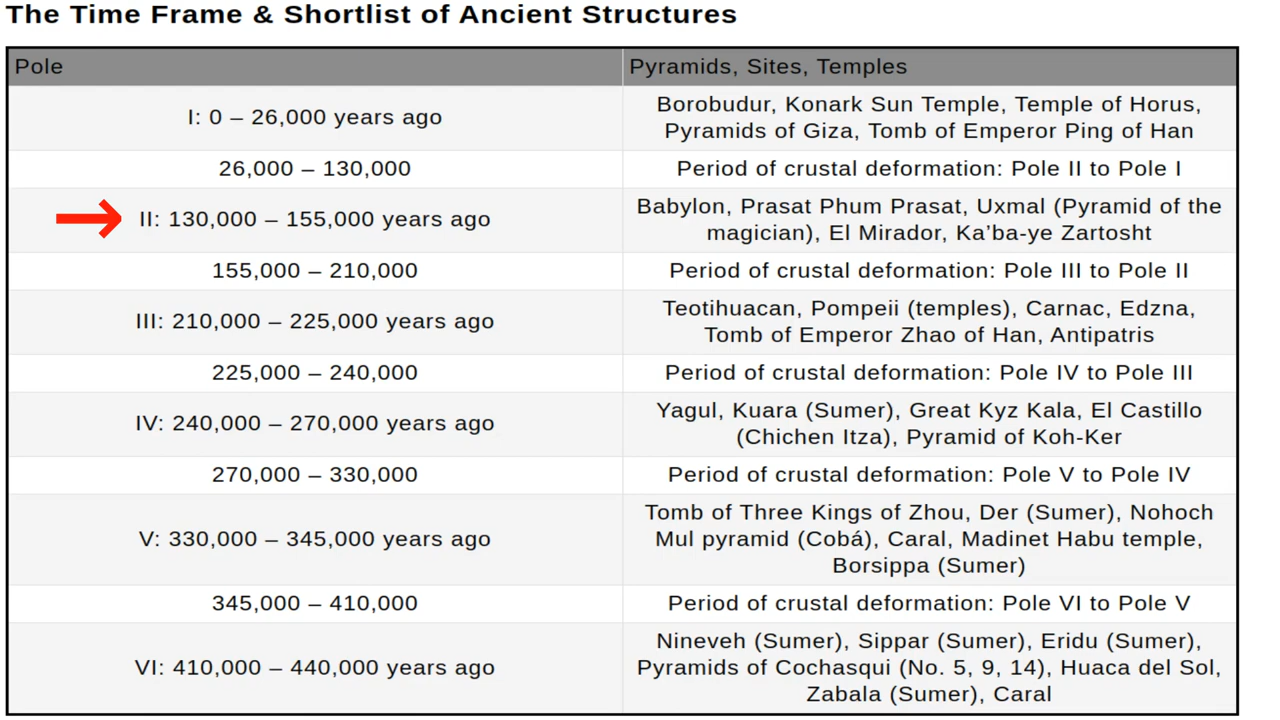 The Time Frame & Shortlist of Ancient Structures
Pole
Pyramids, Sites, Temples
I: 0 – 26,000 years ago
Borobudur, Konark Sun Temple, Temple of Horus,
Pyramids of Giza, Tomb of Emperor Ping of Han
26,000 – 130,000
Period of crustal deformation: Pole II to Pole I
II: 130,000 – 155,000 years ago
Babylon, Prasat Phum Prasat, Uxmal (Pyramid of the
magician), El Mirador, Ka’ba-ye Zartosht
155,000 – 210,000
Period of crustal deformation: Pole III to Pole II
III: 210,000 – 225,000 years ago
Teotihuacan, Pompeii (temples), Carnac, Edzna,
Tomb of Emperor Zhao of Han, Antipatris
225,000 – 240,000
Period of crustal deformation: Pole IV to Pole III
IV: 240,000 – 270,000 years ago
Yagul, Kuara (Sumer), Great Kyz Kala, El Castillo
(Chichen Itza), Pyramid of Koh-Ker
270,000 – 330,000
Period of crustal deformation: Pole V to Pole IV
V: 330,000 – 345,000 years ago
Tomb of Three Kings of Zhou, Der (Sumer), Nohoch
Mul pyramid (Cobá), Caral, Madinet Habu temple,
Borsippa (Sumer)
345,000 – 410,000
Period of crustal deformation: Pole VI to Pole V
VI: 410,000 – 440,000 years ago
Nineveh (Sumer), Sippar (Sumer), Eridu (Sumer),
Pyramids of Cochasqui (No. 5, 9, 14), Huaca del Sol,
Zabala (Sumer), Caral